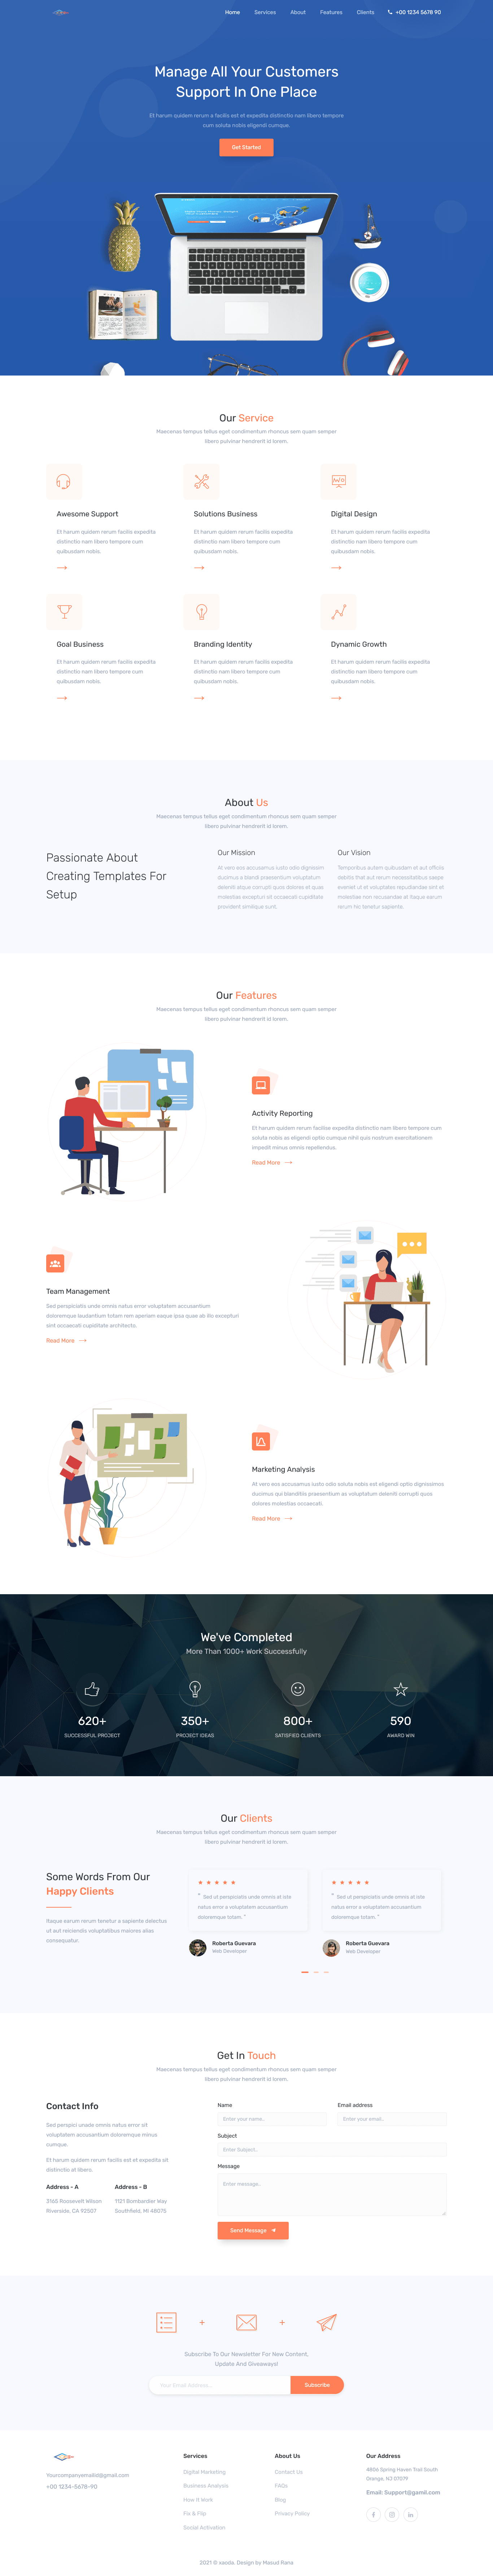 Home Services About Features Clients +00 1234 5678 90
Manage All Your Customers
Support In One Place
Et harum quidem rerum a facilis est et expedita distinctio nam libero tempore
cum soluta nobis eligendi cumque.
Get Started
Our Service
Maecenas tempus tellus eget condimentum rhoncus sem quam semper
libero pulvinar hendrerit id lorem.
Awesome Support
Et harum quidem rerum facilis expedita
distinctio nam libero tempore cum
quibusdam nobis.
Solutions Business
Et harum quidem rerum facilis expedita
distinctio nam libero tempore cum
quibusdam nobis.
Digital Design
Et harum quidem rerum facilis expedita
distinctio nam libero tempore cum
quibusdam nobis.
Goal Business
Et harum quidem rerum facilis expedita
distinctio nam libero tempore cum
quibusdam nobis.
Branding Identity
Et harum quidem rerum facilis expedita
distinctio nam libero tempore cum
quibusdam nobis.
Dynamic Growth
Et harum quidem rerum facilis expedita
distinctio nam libero tempore cum
quibusdam nobis.
About Us
Maecenas tempus tellus eget condimentum rhoncus sem quam semper
libero pulvinar hendrerit id lorem.
Passionate About
Creating Templates For
Setup
Our Mission
At vero eos accusamus iusto odio dignissim
ducimus a blandi praesentium voluptatum
deleniti atque corrupti quos dolores et quas
molestias excepturi sit occaecati cupiditate
provident similique sunt.
Our Vision
Temporibus autem quibusdam et aut officiis
debitis that aut rerum necessitatibus saepe
eveniet ut et voluptates repudiandae sint et
molestiae non recusandae et itaque earum
rerum hic tenetur sapiente.
Our Features
Maecenas tempus tellus eget condimentum rhoncus sem quam semper
libero pulvinar hendrerit id lorem.
Activity Reporting
Et harum quidem rerum facilise expedita distinctio nam libero tempore cum
soluta nobis as eligendi optio cumque nihil quis nostrum exercitationem
impedit minus omnis repellendus.
Read More
Team Management
Sed perspiciatis unde omnis natus error voluptatem accusantium
doloremque laudantium totam rem aperiam eaque ipsa quae ab illo excepturi
sint occaecati cupiditate architecto.
Read More
Marketing Analysis
At vero eos accusamus iusto odio soluta nobis est eligendi optio dignissimos
ducimus qui blanditiis praesentium as voluptatum deleniti corrupti quos
dolores molestias occaecati.
Read More
We've Completed
More Than 1000+ Work Successfully
620+
SUCCESSFUL PROJECT
350+
PROJECT IDEAS
800+
SATISFIED CLIENTS
590
AWARD WIN
Our Clients
Maecenas tempus tellus eget condimentum rhoncus sem quam semper
libero pulvinar hendrerit id lorem.
Some Words From Our
Happy Clients
Itaque earum rerum tenetur a sapiente delectus
ut aut reiciendis voluptatibus maiores alias
consequatur.
" Sed ut perspiciatis unde omnis at iste
natus error a voluptatem accusantium
doloremque totam. "
Roberta Guevara
Web Developer
" Sed ut perspiciatis unde omnis at iste
natus error a voluptatem accusantium
doloremque totam. "
Roberta Guevara
Web Developer
Get In Touch
Maecenas tempus tellus eget condimentum rhoncus sem quam semper
libero pulvinar hendrerit id lorem.
Contact Info
Sed perspici unade omnis natus error sit
voluptatem accusantium doloremque minus
cumque.
Et harum quidem rerum facilis est et expedita sit
distinctio at libero.
Address - A
3165 Roosevelt Wilson
Riverside, CA 92507
Address - B
1121 Bombardier Way
Southfield, MI 48075
Name
Enter your name..
Email address
Enter your email..
Subject
Enter Subject..
Message
Enter message..
Send Message
Subscribe To Our Newsletter For New Content,
Update And Giveaways!
Your Email Address...
Subscribe
Yourcompanyemailid@gmail.com
+00 1234-5678-90
Services
Digital Marketing
Business Analysis
How It Work
Fix & Flip
Social Activation
About Us
Contact Us
FAQs
Blog
Privacy Policy
Our Address
4806 Spring Haven Trail South
Orange, NJ 07079
Email: Support@gamil.com
2021 © saoda. Design by Masud Rana